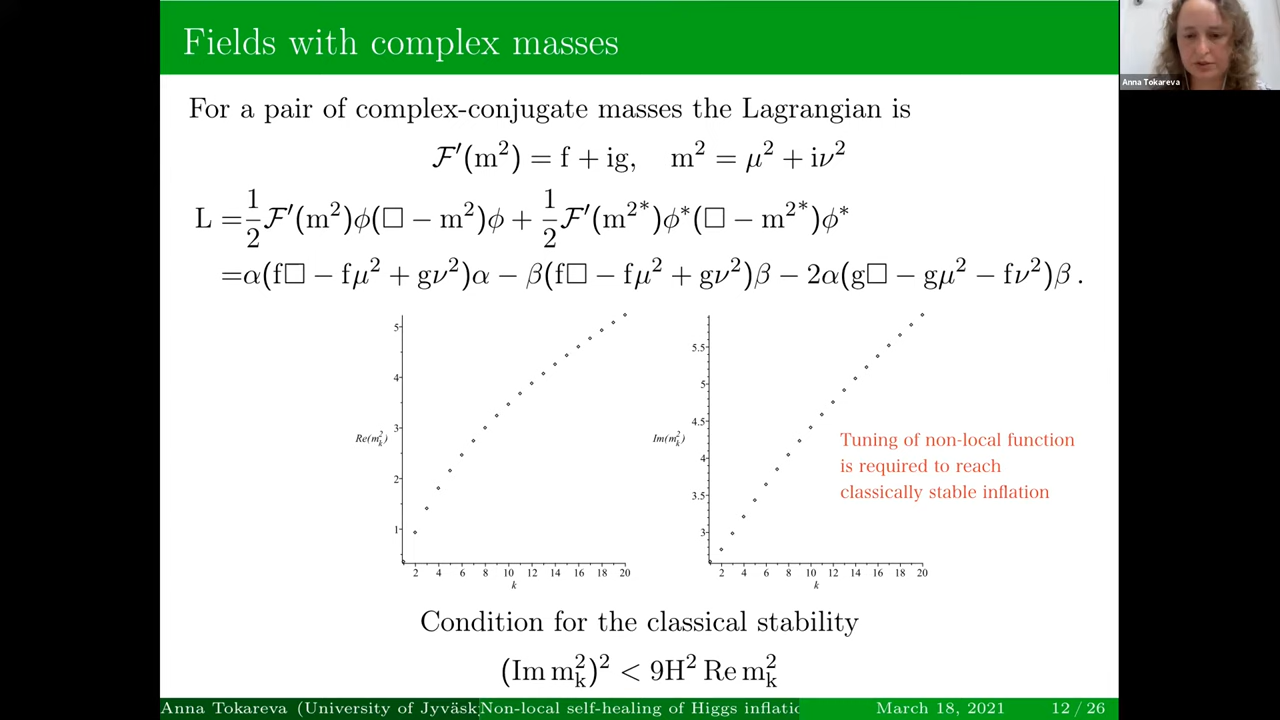 Fields with complex masses
Anna Tokareva
For a pair of complex-conjugate masses the Lagrangian is
ℱ′(m²) = f + ig, m² = μ² + iν²
L = 1/2 ℱ′(m²)ϕ(□ − m²)ϕ + 1/2 ℱ′(m²*)ϕ*(□ − m²*)ϕ*
= α(f□ − fμ² + gν²)α − β(f□ − fμ² + gν²)β − 2α(g□ − gμ² − fν²)β .
5
4
3
2
1
Re(m²ₖ)
2 4 6 8 10 12 14 16 18 20
k
5.5
5
4.5
4
3.5
3
Im(m²ₖ)
2 4 6 8 10 12 14 16 18 20
k
Tuning of non-local function
is required to reach
classically stable inflation
Condition for the classical stability
(Im m²ₖ)² < 9H² Re m²ₖ
Anna Tokareva (University of Jyväsk Non-local self-healing of Higgs inflatio March 18, 2021 12 / 26